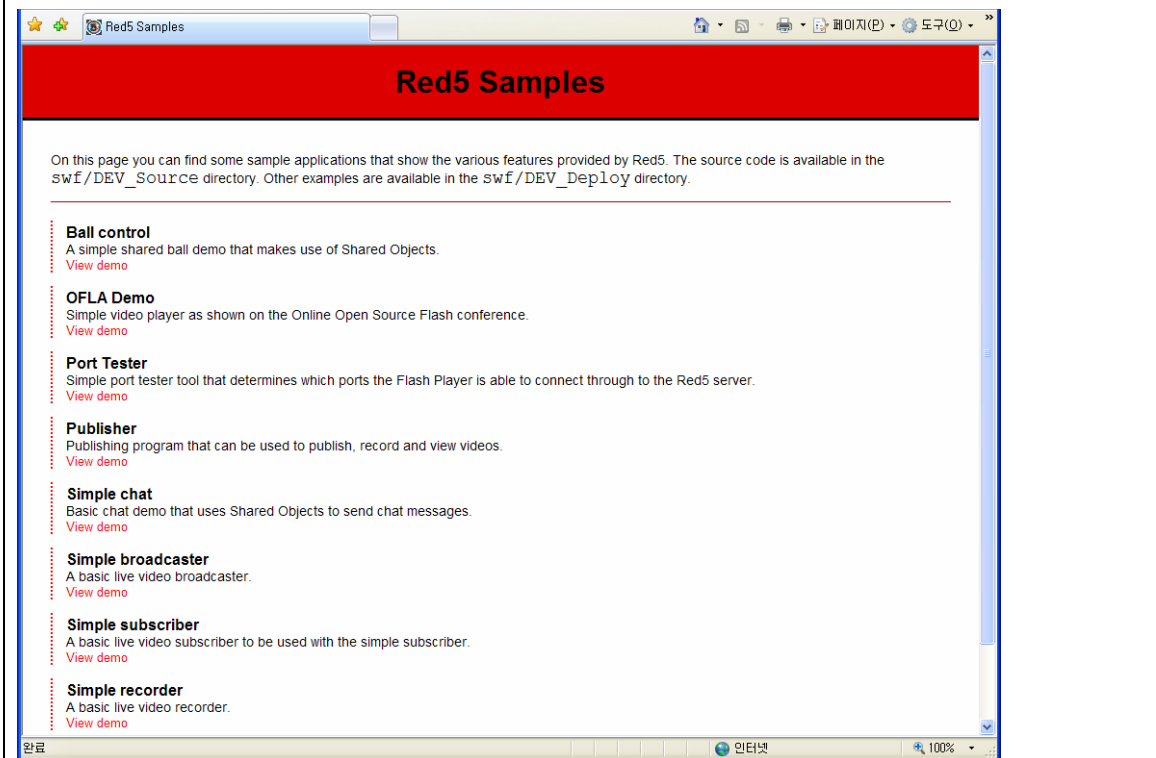 Red5 Samples
페이지(P)
도구(O)
»
Red5 Samples
On this page you can find some sample applications that show the various features provided by Red5. The source code is available in the
swf/DEV_Source directory. Other examples are available in the swf/DEV_Deploy directory.
Ball control
A simple shared ball demo that makes use of Shared Objects.
View demo
OFLA Demo
Simple video player as shown on the Online Open Source Flash conference.
View demo
Port Tester
Simple port tester tool that determines which ports the Flash Player is able to connect through to the Red5 server.
View demo
Publisher
Publishing program that can be used to publish, record and view videos.
View demo
Simple chat
Basic chat demo that uses Shared Objects to send chat messages.
View demo
Simple broadcaster
A basic live video broadcaster.
View demo
Simple subscriber
A basic live video subscriber to be used with the simple subscriber.
View demo
Simple recorder
A basic live video recorder.
View demo
완료
인터넷
100%